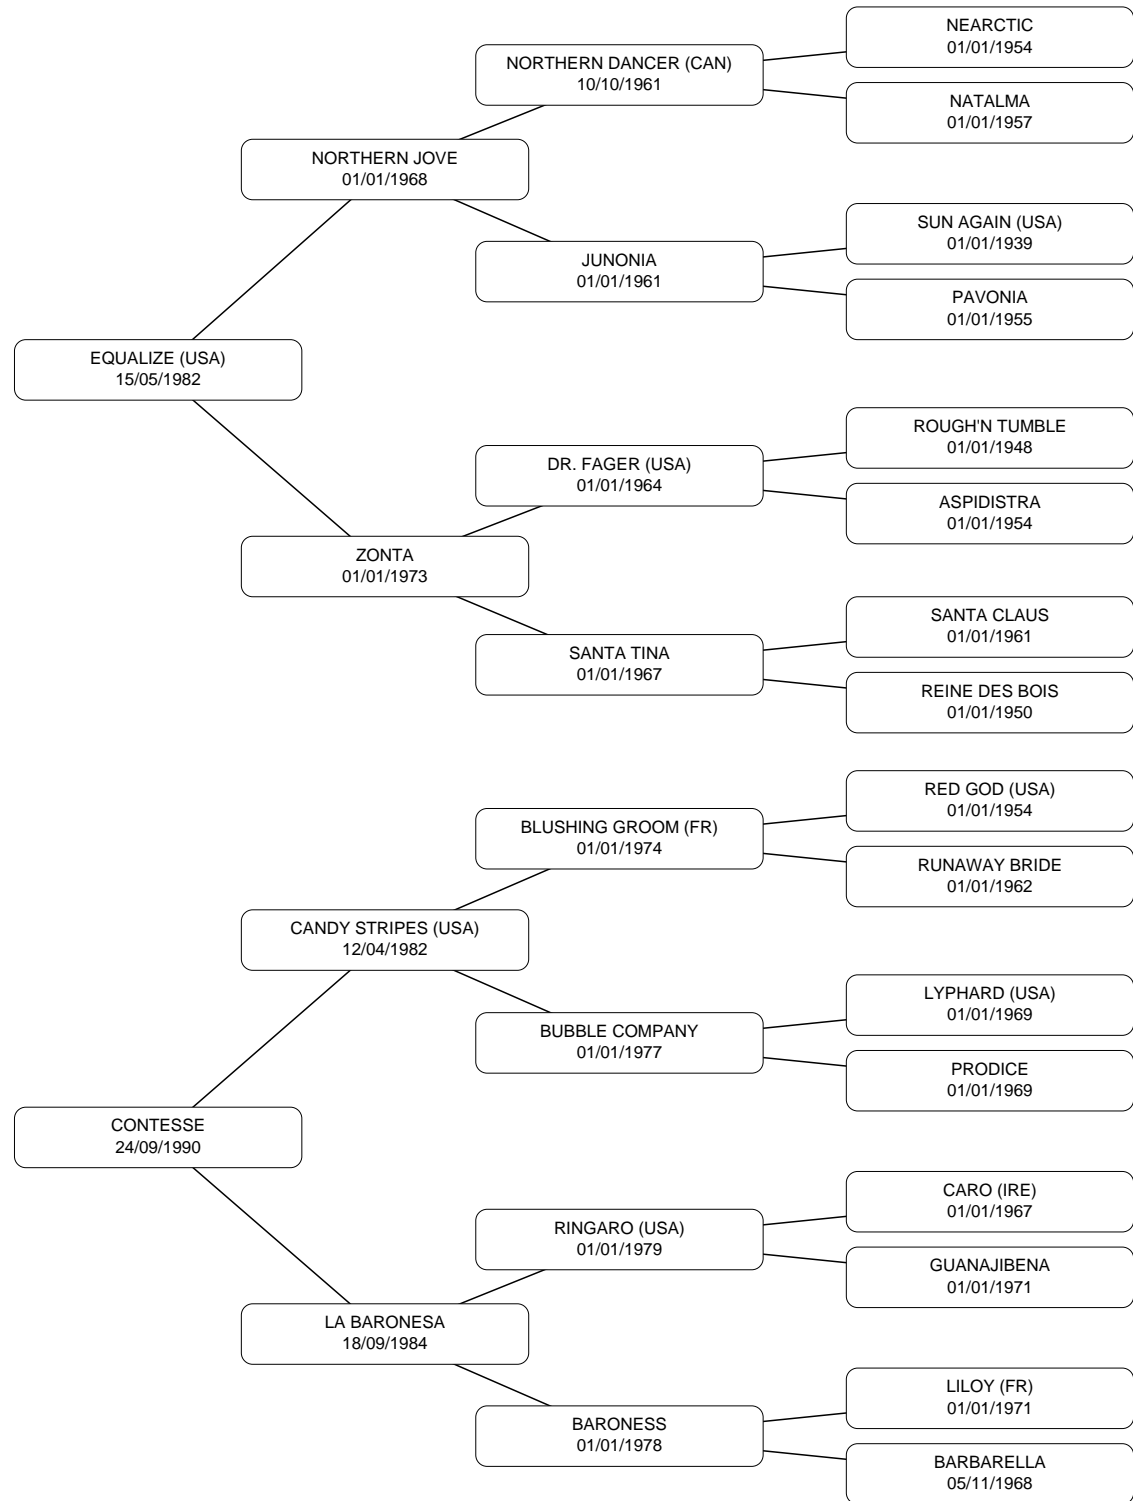 NEARCTIC
01/01/1954
NORTHERN DANCER (CAN)
10/10/1961
NATALMA
01/01/1957
NORTHERN JOVE
01/01/1968
SUN AGAIN (USA)
01/01/1939
JUNONIA
01/01/1961
PAVONIA
01/01/1955
EQUALIZE (USA)
15/05/1982
ROUGH'N TUMBLE
01/01/1948
DR. FAGER (USA)
01/01/1964
ASPIDISTRA
01/01/1954
ZONTA
01/01/1973
SANTA CLAUS
01/01/1961
SANTA TINA
01/01/1967
REINE DES BOIS
01/01/1950
RED GOD (USA)
01/01/1954
BLUSHING GROOM (FR)
01/01/1974
RUNAWAY BRIDE
01/01/1962
CANDY STRIPES (USA)
12/04/1982
LYPHARD (USA)
01/01/1969
BUBBLE COMPANY
01/01/1977
PRODICE
01/01/1969
CONTESSE
24/09/1990
CARO (IRE)
01/01/1967
RINGARO (USA)
01/01/1979
GUANAJIBENA
01/01/1971
LA BARONESA
18/09/1984
LILOY (FR)
01/01/1971
BARONESS
01/01/1978
BARBARELLA
05/11/1968